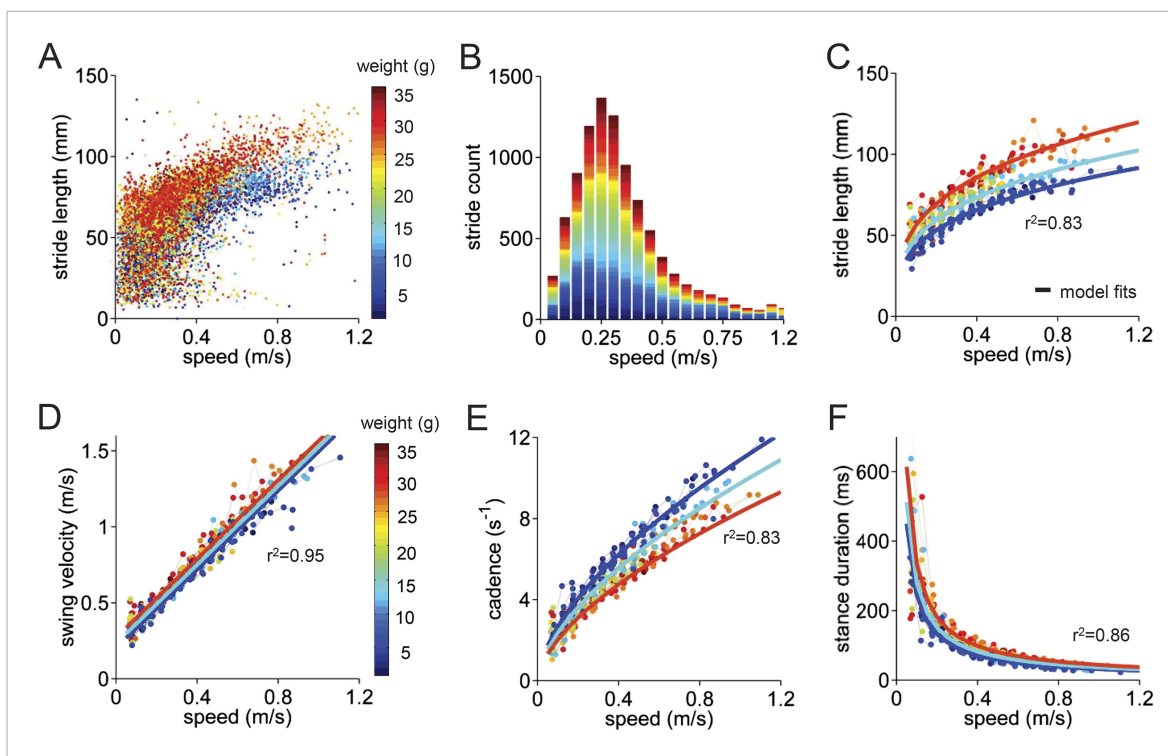 A
stride length (mm)
150
100
50
0
0
0.4
0.8
1.2
speed (m/s)
weight (g)
35
30
25
20
15
10
5
B
stride count
1500
1000
500
0
0
0.25
0.5
0.75
1.2
speed (m/s)
C
stride length (mm)
150
100
50
0
0
0.4
0.8
1.2
speed (m/s)
r²=0.83
model fits
D
swing velocity (m/s)
1.5
1
0.5
0
0
0.4
0.8
1.2
speed (m/s)
r²=0.95
weight (g)
35
30
25
20
15
10
5
E
cadence (s⁻¹)
12
8
4
0
0
0.4
0.8
1.2
speed (m/s)
r²=0.83
F
stance duration (ms)
600
400
200
0
0
0.4
0.8
1.2
speed (m/s)
r²=0.86